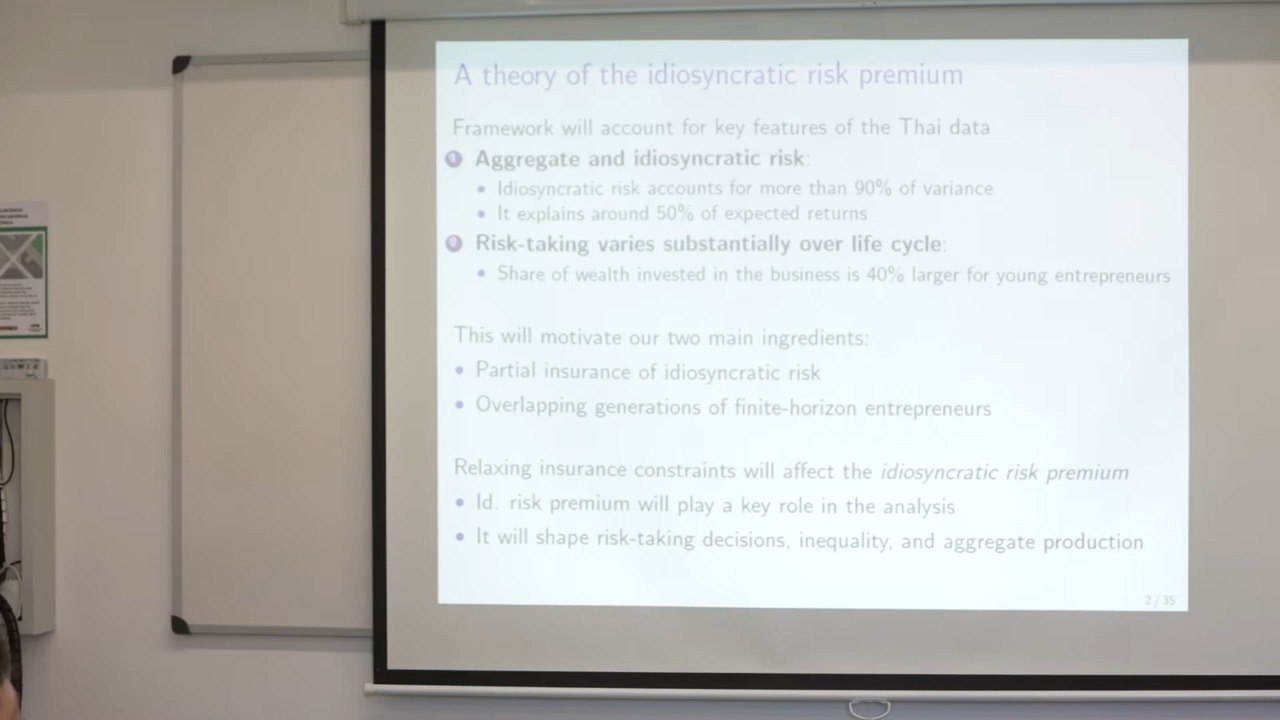 A theory of the idiosyncratic risk premium
Framework will account for key features of the Thai data
1 Aggregate and idiosyncratic risk:
• Idiosyncratic risk accounts for more than 90% of variance
• It explains around 50% of expected returns
2 Risk-taking varies substantially over life cycle:
• Share of wealth invested in the business is 40% larger for young entrepreneurs
This will motivate our two main ingredients:
• Partial insurance of idiosyncratic risk
• Overlapping generations of finite-horizon entrepreneurs
Relaxing insurance constraints will affect the idiosyncratic risk premium
• Id. risk premium will play a key role in the analysis
• It will shape risk-taking decisions, inequality, and aggregate production
2 / 35